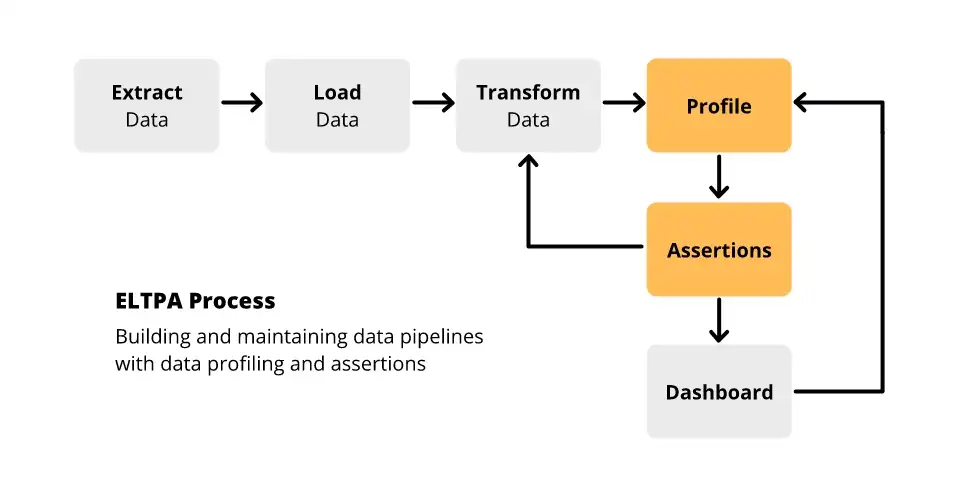 Extract
Data
Load
Data
Transform
Data
Profile
Assertions
Dashboard
ELTPA Process
Building and maintaining data pipelines
with data profiling and assertions